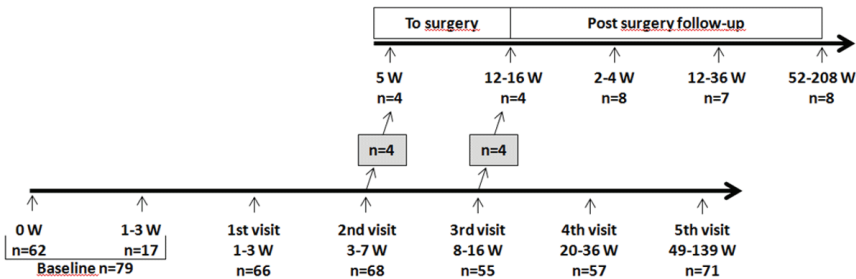 To surgery Post surgery follow-up
5 W 12-16 W 2-4 W 12-36 W 52-208 W
n=4 n=4 n=8 n=7 n=8
n=4 n=4
0 W 1-3 W 1st visit 2nd visit 3rd visit 4th visit 5th visit
n=62 n=17 1-3 W 3-7 W 8-16 W 20-36 W 49-139 W
Baseline n=79 n=66 n=68 n=55 n=57 n=71